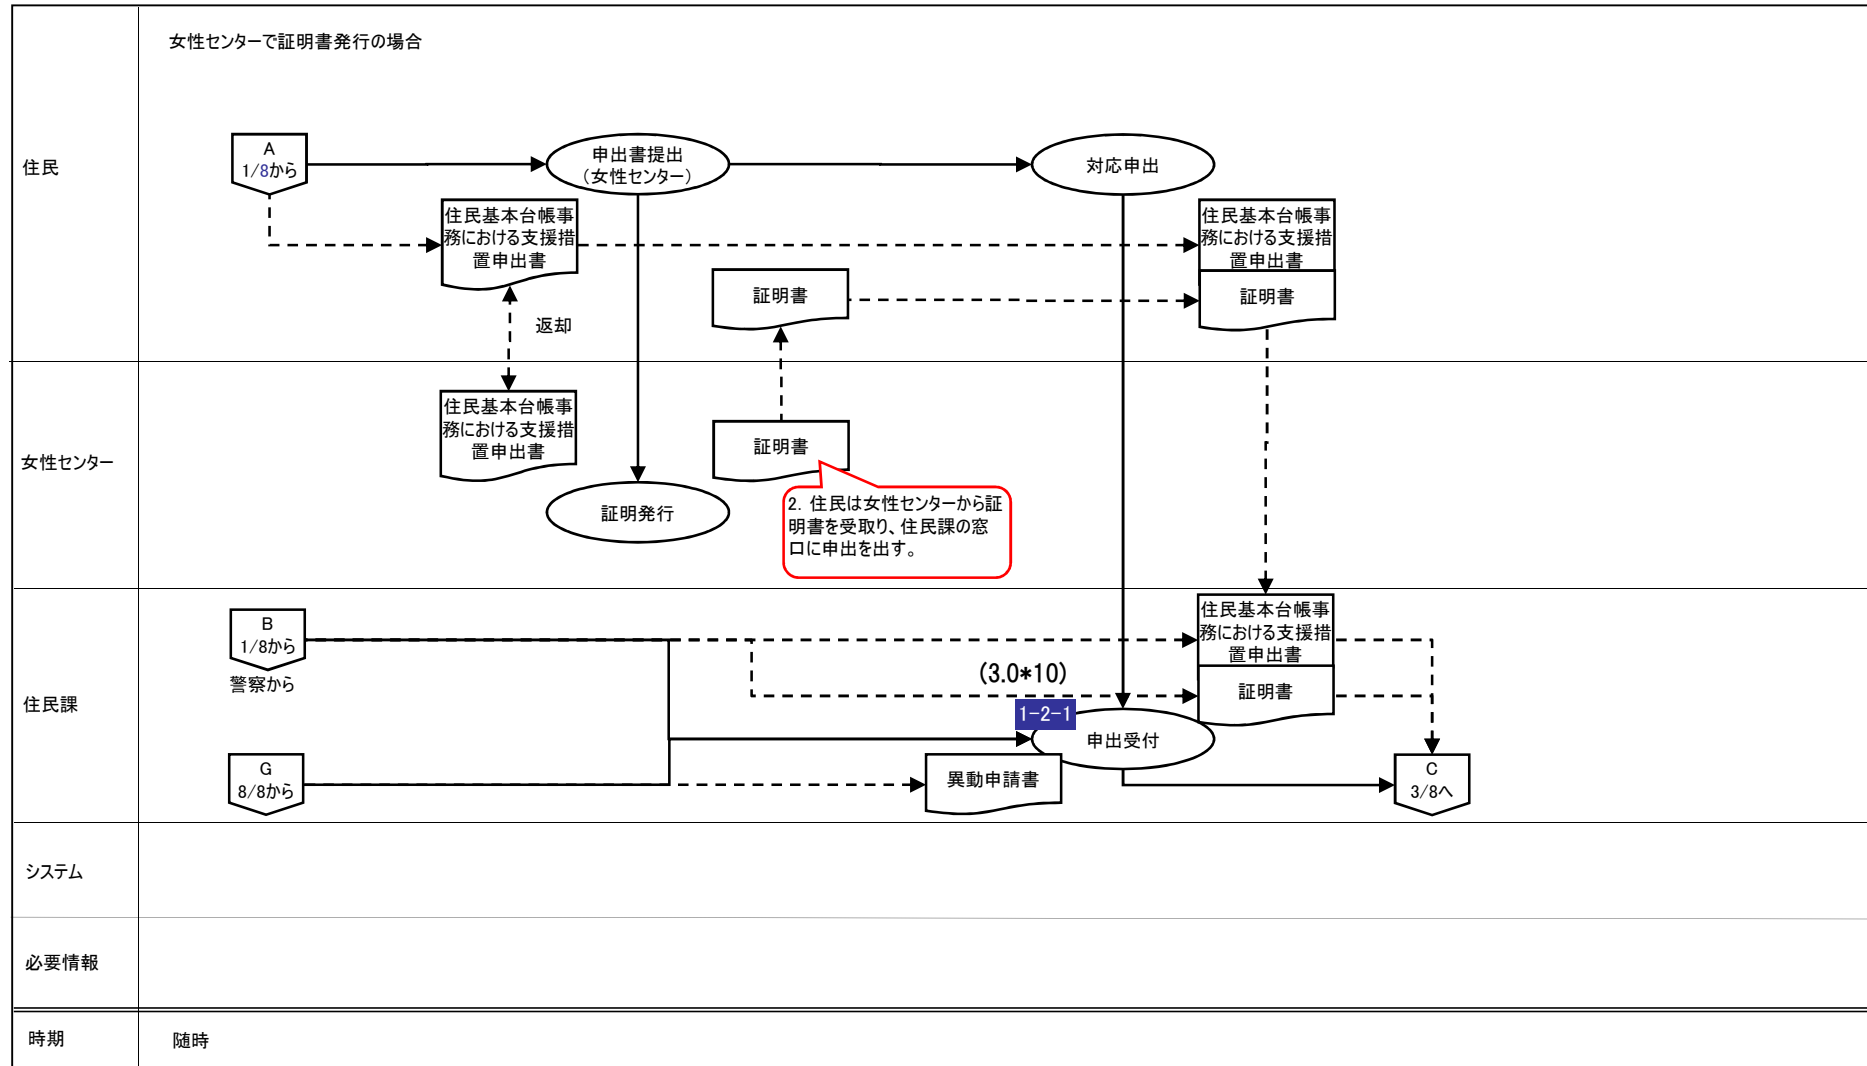 女性センターで証明書発行の場合
住民
A
1/8から
申出書提出
（女性センター）
対応申出
住民基本台帳事
務における支援措
置申出書
住民基本台帳事
務における支援措
置申出書
証明書
証明書
返却
女性センター
住民基本台帳事
務における支援措
置申出書
証明書
証明発行
2. 住民は女性センターから証
明書を受取り、住民課の窓
口に申出を出す。
住民課
B
1/8から
警察から
住民基本台帳事
務における支援措
置申出書
証明書
(3.0*10)
1-2-1
申出受付
G
8/8から
異動申請書
C
3/8へ
システム
必要情報
時期
随時